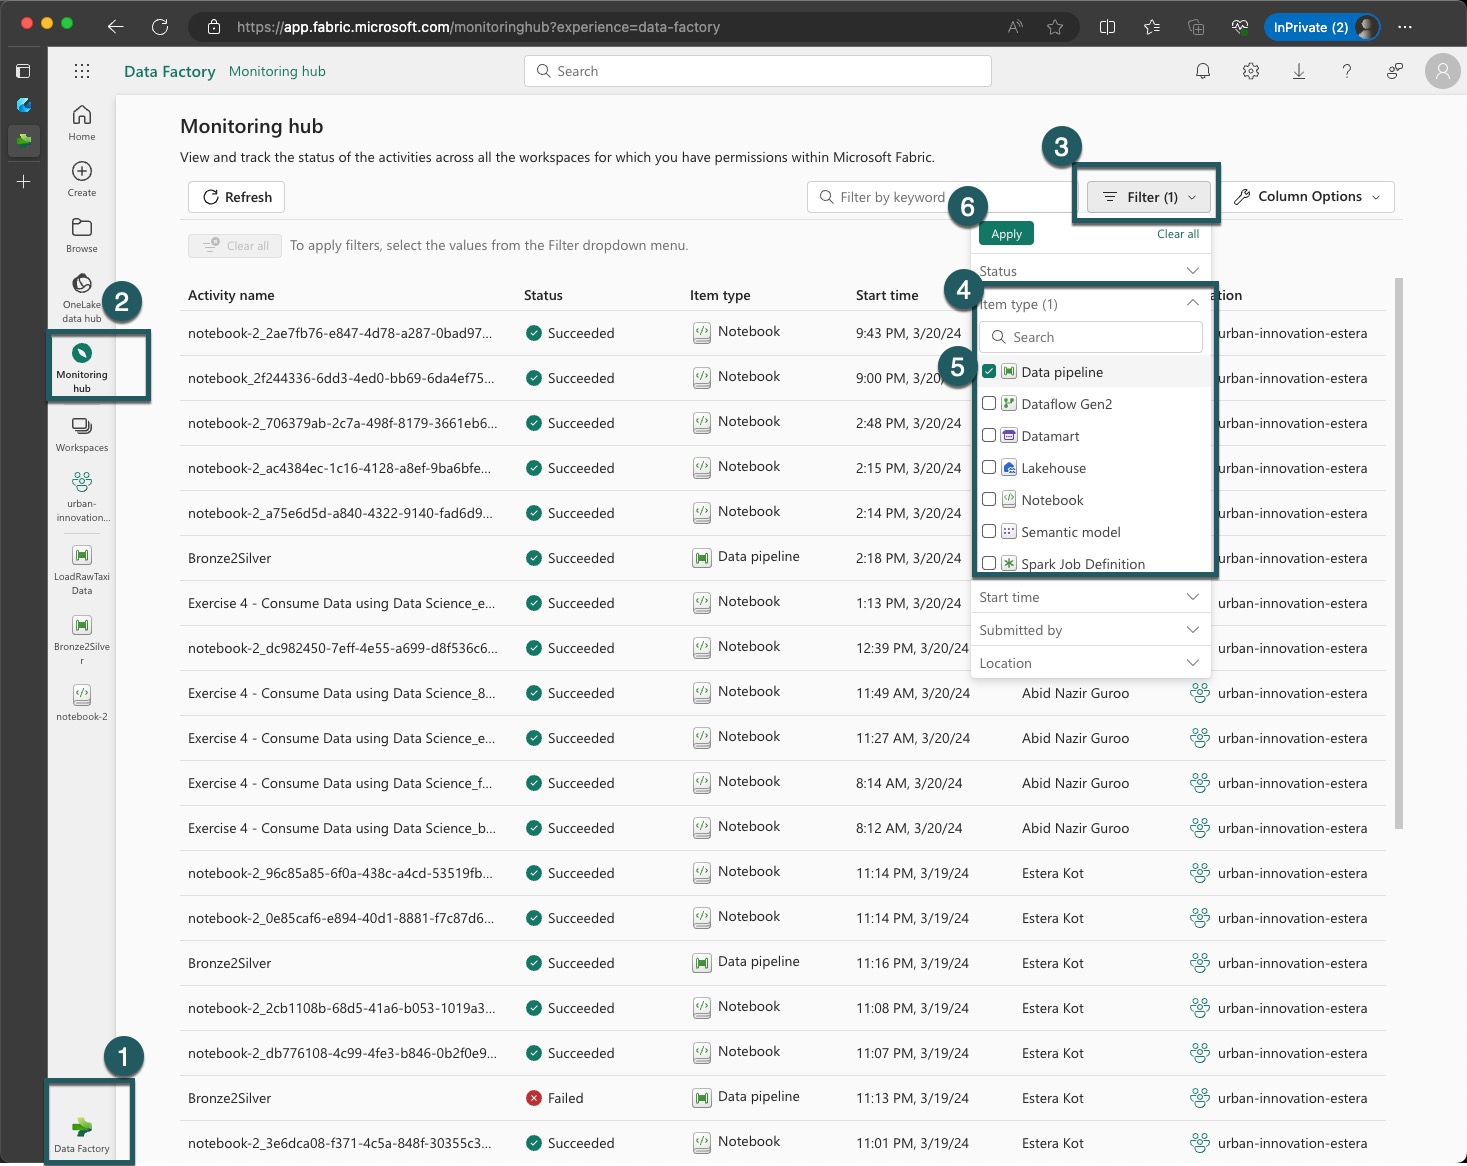 https://app.fabric.microsoft.com/monitoringhub?experience=data-factory
InPrivate (2)
Data Factory Monitoring hub
Search
Home
Create
Browse
OneLake
data hub
2
Monitoring
hub
Workspaces
urban-
innovation...
LoadRawTaxi
Data
Bronze2Silve
r
notebook-2
1
Data Factory
Monitoring hub
View and track the status of the activities across all the workspaces for which you have permissions within Microsoft Fabric.
3
Refresh
Filter by keyword
Filter (1)
Column Options
6
Apply
Clear all
Clear all
To apply filters, select the values from the Filter dropdown menu.
Status
4
Item type (1)
Search
5
Data pipeline
Dataflow Gen2
Datamart
Lakehouse
Notebook
Semantic model
Spark Job Definition
Start time
Submitted by
Location
Activity name Status Item type Start time
notebook-2_2ae7fb76-e847-4d78-a287-0bad97... Succeeded Notebook 9:43 PM, 3/20/24 urban-innovation-estera
notebook_2f244336-6dd3-4ed0-bb69-6da4ef75... Succeeded Notebook 9:00 PM, 3/20/ urban-innovation-estera
notebook-2_706379ab-2c7a-498f-8179-3661eb6... Succeeded Notebook 2:48 PM, 3/20/24 urban-innovation-estera
notebook-2_ac4384ec-1c16-4128-a8ef-9ba6bfe... Succeeded Notebook 2:15 PM, 3/20/24 urban-innovation-estera
notebook-2_a75e6d5d-a840-4322-9140-fad6d9... Succeeded Notebook 2:14 PM, 3/20/24 urban-innovation-estera
Bronze2Silver Succeeded Data pipeline 2:18 PM, 3/20/24 urban-innovation-estera
Exercise 4 - Consume Data using Data Science_e... Succeeded Notebook 1:13 PM, 3/20/24 urban-innovation-estera
notebook-2_dc982450-7eff-4e55-a699-d8f536c6... Succeeded Notebook 12:39 PM, 3/20/24 urban-innovation-estera
Exercise 4 - Consume Data using Data Science_8... Succeeded Notebook 11:49 AM, 3/20/24 Abid Nazir Guroo urban-innovation-estera
Exercise 4 - Consume Data using Data Science_e... Succeeded Notebook 11:27 AM, 3/20/24 Abid Nazir Guroo urban-innovation-estera
Exercise 4 - Consume Data using Data Science_f... Succeeded Notebook 8:14 AM, 3/20/24 Abid Nazir Guroo urban-innovation-estera
Exercise 4 - Consume Data using Data Science_b... Succeeded Notebook 8:12 AM, 3/20/24 Abid Nazir Guroo urban-innovation-estera
notebook-2_96c85a85-6f0a-438c-a4cd-53519fb... Succeeded Notebook 11:14 PM, 3/19/24 Estera Kot urban-innovation-estera
notebook-2_0e85caf6-e894-40d1-8881-f7c87d6... Succeeded Notebook 11:14 PM, 3/19/24 Estera Kot urban-innovation-estera
Bronze2Silver Succeeded Data pipeline 11:16 PM, 3/19/24 Estera Kot urban-innovation-estera
notebook-2_2cb1108b-68d5-41a6-b053-1019a3... Succeeded Notebook 11:08 PM, 3/19/24 Estera Kot urban-innovation-estera
notebook-2_db776108-4c99-4fe3-b846-0b2f0e9... Succeeded Notebook 11:07 PM, 3/19/24 Estera Kot urban-innovation-estera
Bronze2Silver Failed Data pipeline 11:13 PM, 3/19/24 Estera Kot urban-innovation-estera
notebook-2_3e6dca08-f371-4c5a-848f-30355c3... Succeeded Notebook 11:01 PM, 3/19/24 Estera Kot urban-innovation-estera